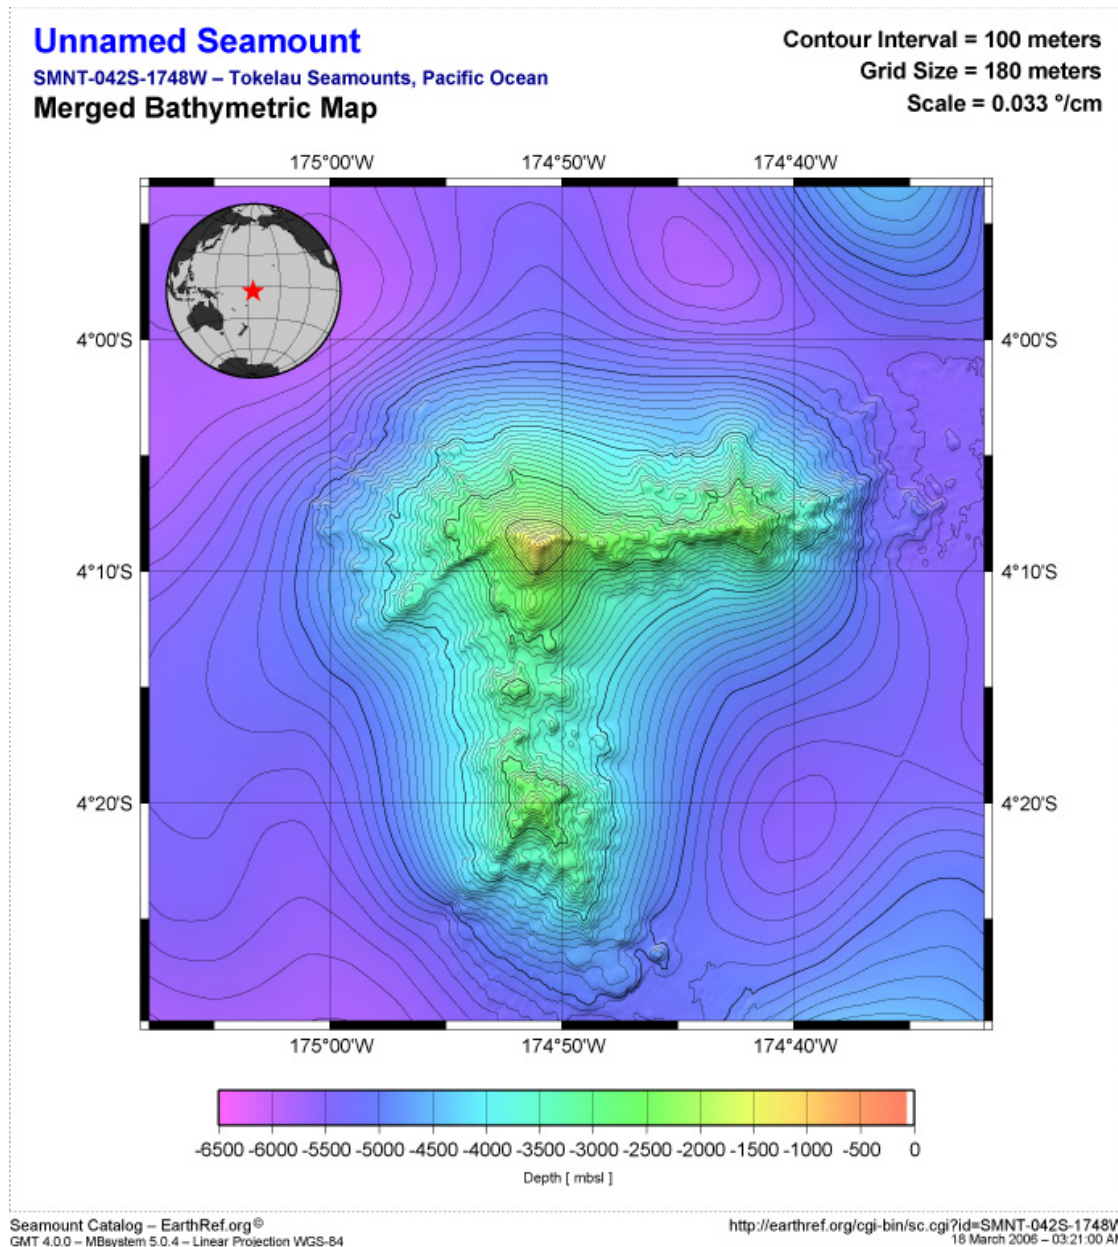 Unnamed Seamount
SMNT-042S-1748W – Tokelau Seamounts, Pacific Ocean
Merged Bathymetric Map
Contour Interval = 100 meters
Grid Size = 180 meters
Scale = 0.033 °/cm
175°00'W 174°50'W 174°40'W
4°00'S 4°00'S
4°10'S 4°10'S
4°20'S 4°20'S
175°00'W 174°50'W 174°40'W
-6500 -6000 -5500 -5000 -4500 -4000 -3500 -3000 -2500 -2000 -1500 -1000 -500 0
Depth [ mbsl ]
Seamount Catalog – EarthRef.org©
GMT 4.0.0 – MBsystem 5.0.4 – Linear Projection WGS-84
http://earthref.org/cgi-bin/sc.cgi?id=SMNT-042S-1748W
18 March 2006 – 03:21:00 AM